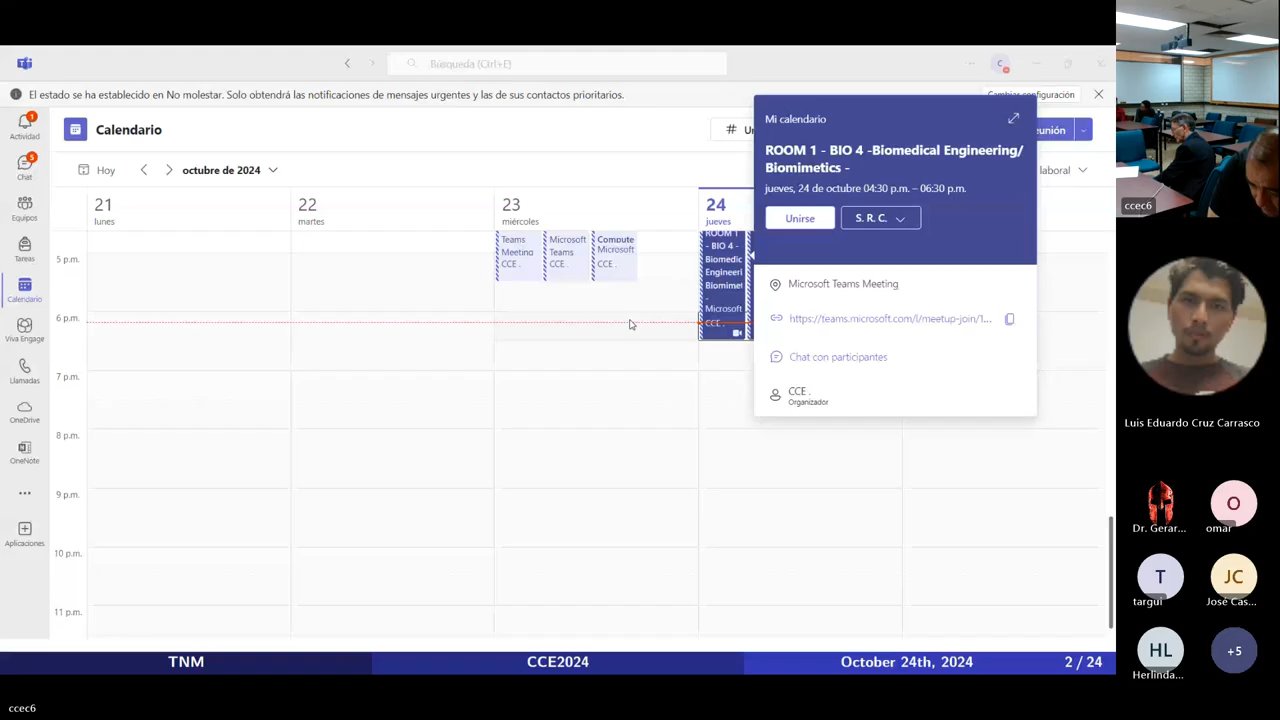 Búsqueda (Ctrl+E)
C
El estado se ha establecido en No molestar. Solo obtendrá las notificaciones de mensajes urgentes y las de sus contactos prioritarios.
Cambiar configuración
Actividad
1
Chat
5
Equipos
Tareas
Calendario
Viva Engage
Llamadas
OneDrive
OneNote
Aplicaciones
Calendario
Hoy
octubre de 2024
laboral
21
lunes
22
martes
23
miércoles
24
jueves
5 p.m.
6 p.m.
7 p.m.
8 p.m.
9 p.m.
10 p.m.
11 p.m.
Teams
Meeting
CCE .
Microsoft
Teams
CCE .
Compute
Microsoft
CCE .
ROOM 1
- BIO 4 -
Biomedic
Engineeri
Biomimet
-
Microsoft
CCE .
Mi calendario
ROOM 1 - BIO 4 -Biomedical Engineering/
Biomimetics -
jueves, 24 de octubre 04:30 p.m. – 06:30 p.m.
Unirse
S. R. C.
Microsoft Teams Meeting
https://teams.microsoft.com/l/meetup-join/1...
Chat con participantes
CCE .
Organizador
TNM
CCE2024
October 24th, 2024
2 / 24
ccec6
ccec6
Luis Eduardo Cruz Carrasco
Dr. Gerar...
O
omar
T
targui
JC
José Cas...
HL
Herlinda...
+5